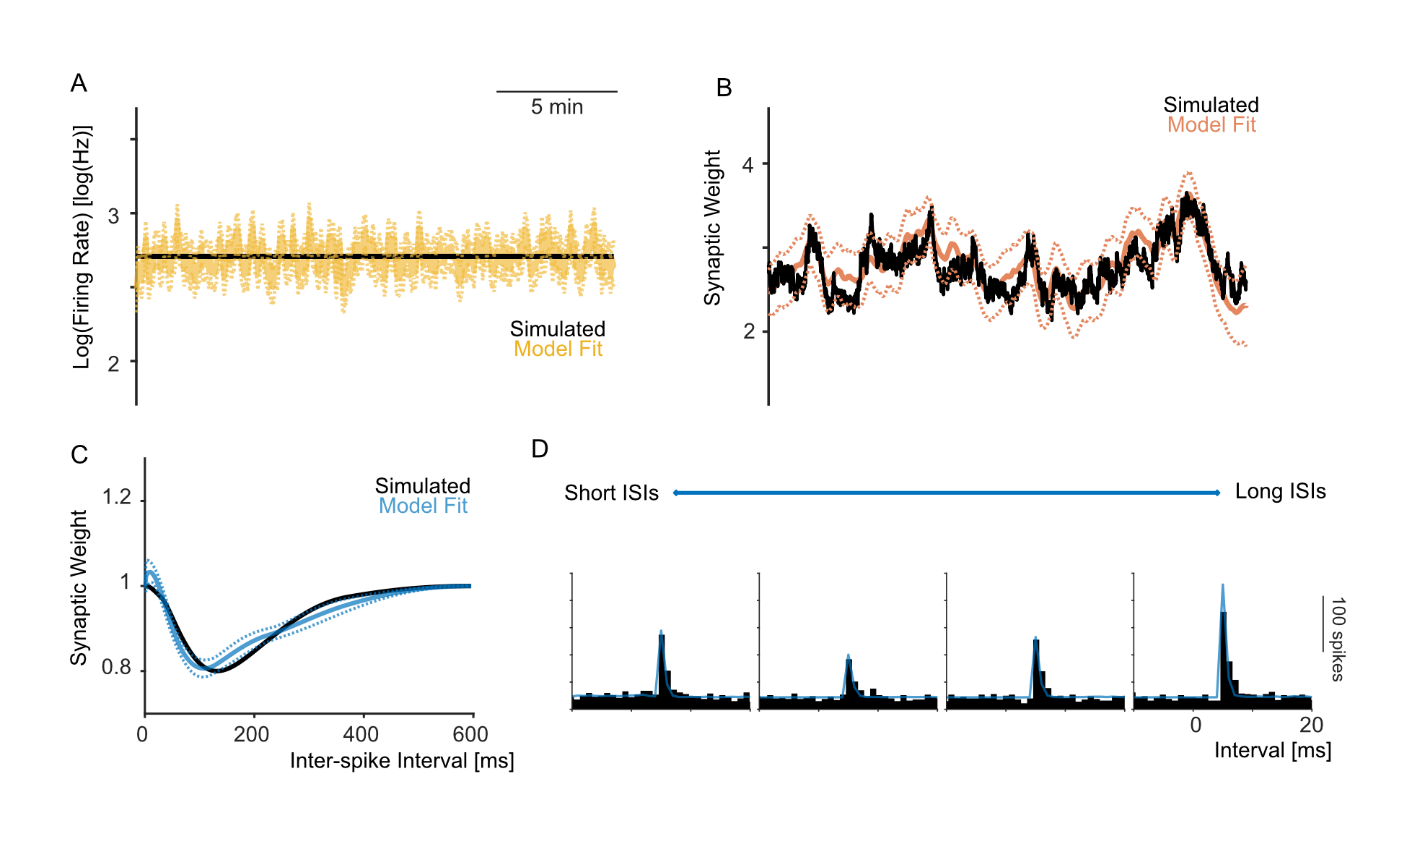 A
5 min
Log(Firing Rate) [log(Hz)]
3
2
Simulated
Model Fit
B
Simulated
Model Fit
Synaptic Weight
4
2
C
Simulated
Model Fit
Synaptic Weight
1.2
1
0.8
0 200 400 600
Inter-spike Interval [ms]
D
Short ISIs Long ISIs
100 spikes
0 20
Interval [ms]